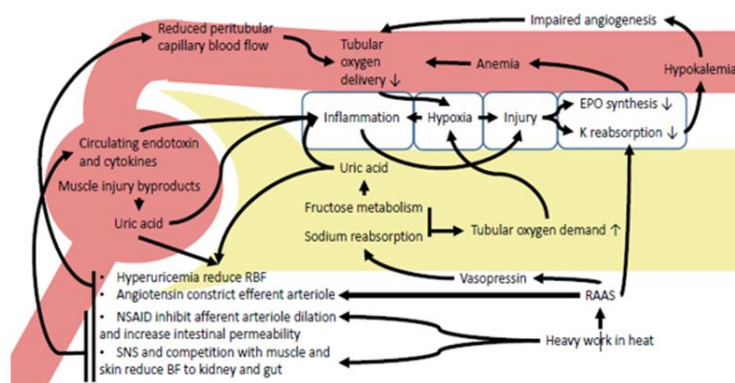 Impaired angiogenesis
Reduced peritubular
capillary blood flow
Tubular
oxygen
delivery ↓
Anemia
Hypokalemia
Inflammation
Hypoxia
Injury
EPO synthesis ↓
K reabsorption ↓
Circulating endotoxin
and cytokines
Muscle injury byproducts
Uric acid
Uric acid
Fructose metabolism
Sodium reabsorption
Tubular oxygen demand ↑
Vasopressin
RAAS
• Hyperuricemia reduce RBF
• Angiotensin constrict efferent arteriole
• NSAID inhibit afferent arteriole dilation
and increase intestinal permeability
• SNS and competition with muscle and
skin reduce BF to kidney and gut
Heavy work in heat